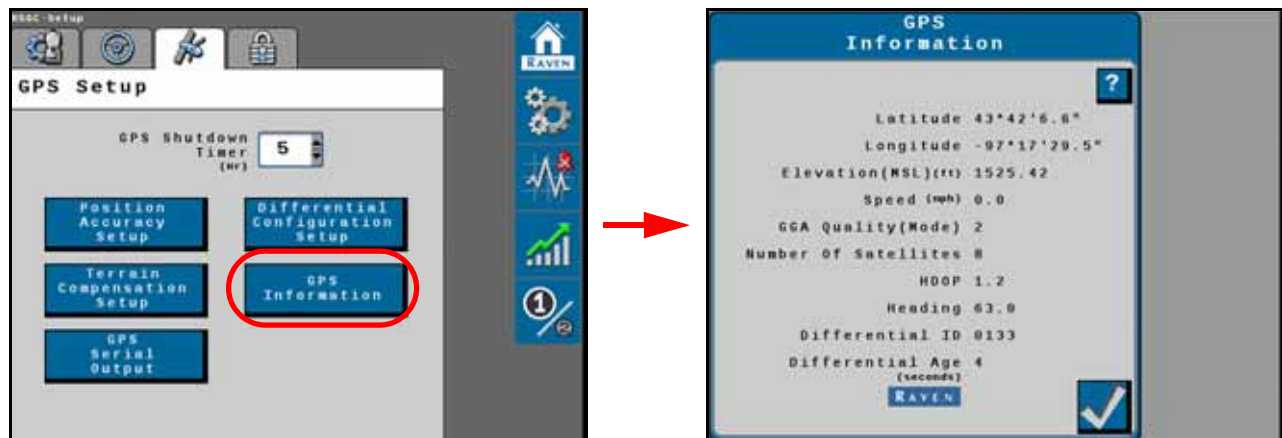 RSGC-Setup
GPS Setup
GPS Shutdown
Timer
(Hr)
5
Position
Accuracy
Setup
Differential
Configuration
Setup
Terrain
Compensation
Setup
GPS
Information
GPS
Serial
Output
RAVEN
1/2
GPS
Information
?
Latitude 43°42'6.6"
Longitude -97°17'29.5"
Elevation(MSL)(ft) 1525.42
Speed (mph) 0.0
GGA Quality(Mode) 2
Number Of Satellites 8
HDOP 1.2
Heading 63.0
Differential ID 0133
Differential Age 4
(seconds)
RAVEN